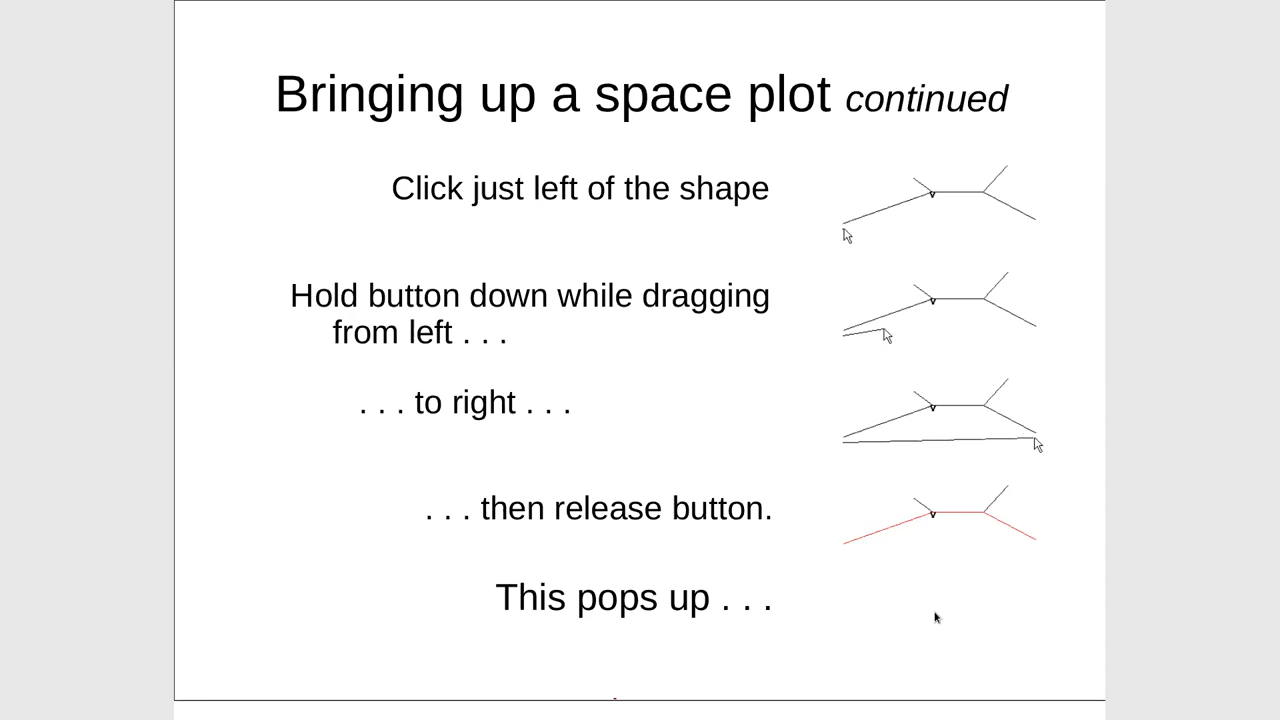 Bringing up a space plot continued
Click just left of the shape
Hold button down while dragging
from left . . .
. . . to right . . .
. . . then release button.
This pops up . . .
v
v
v
v